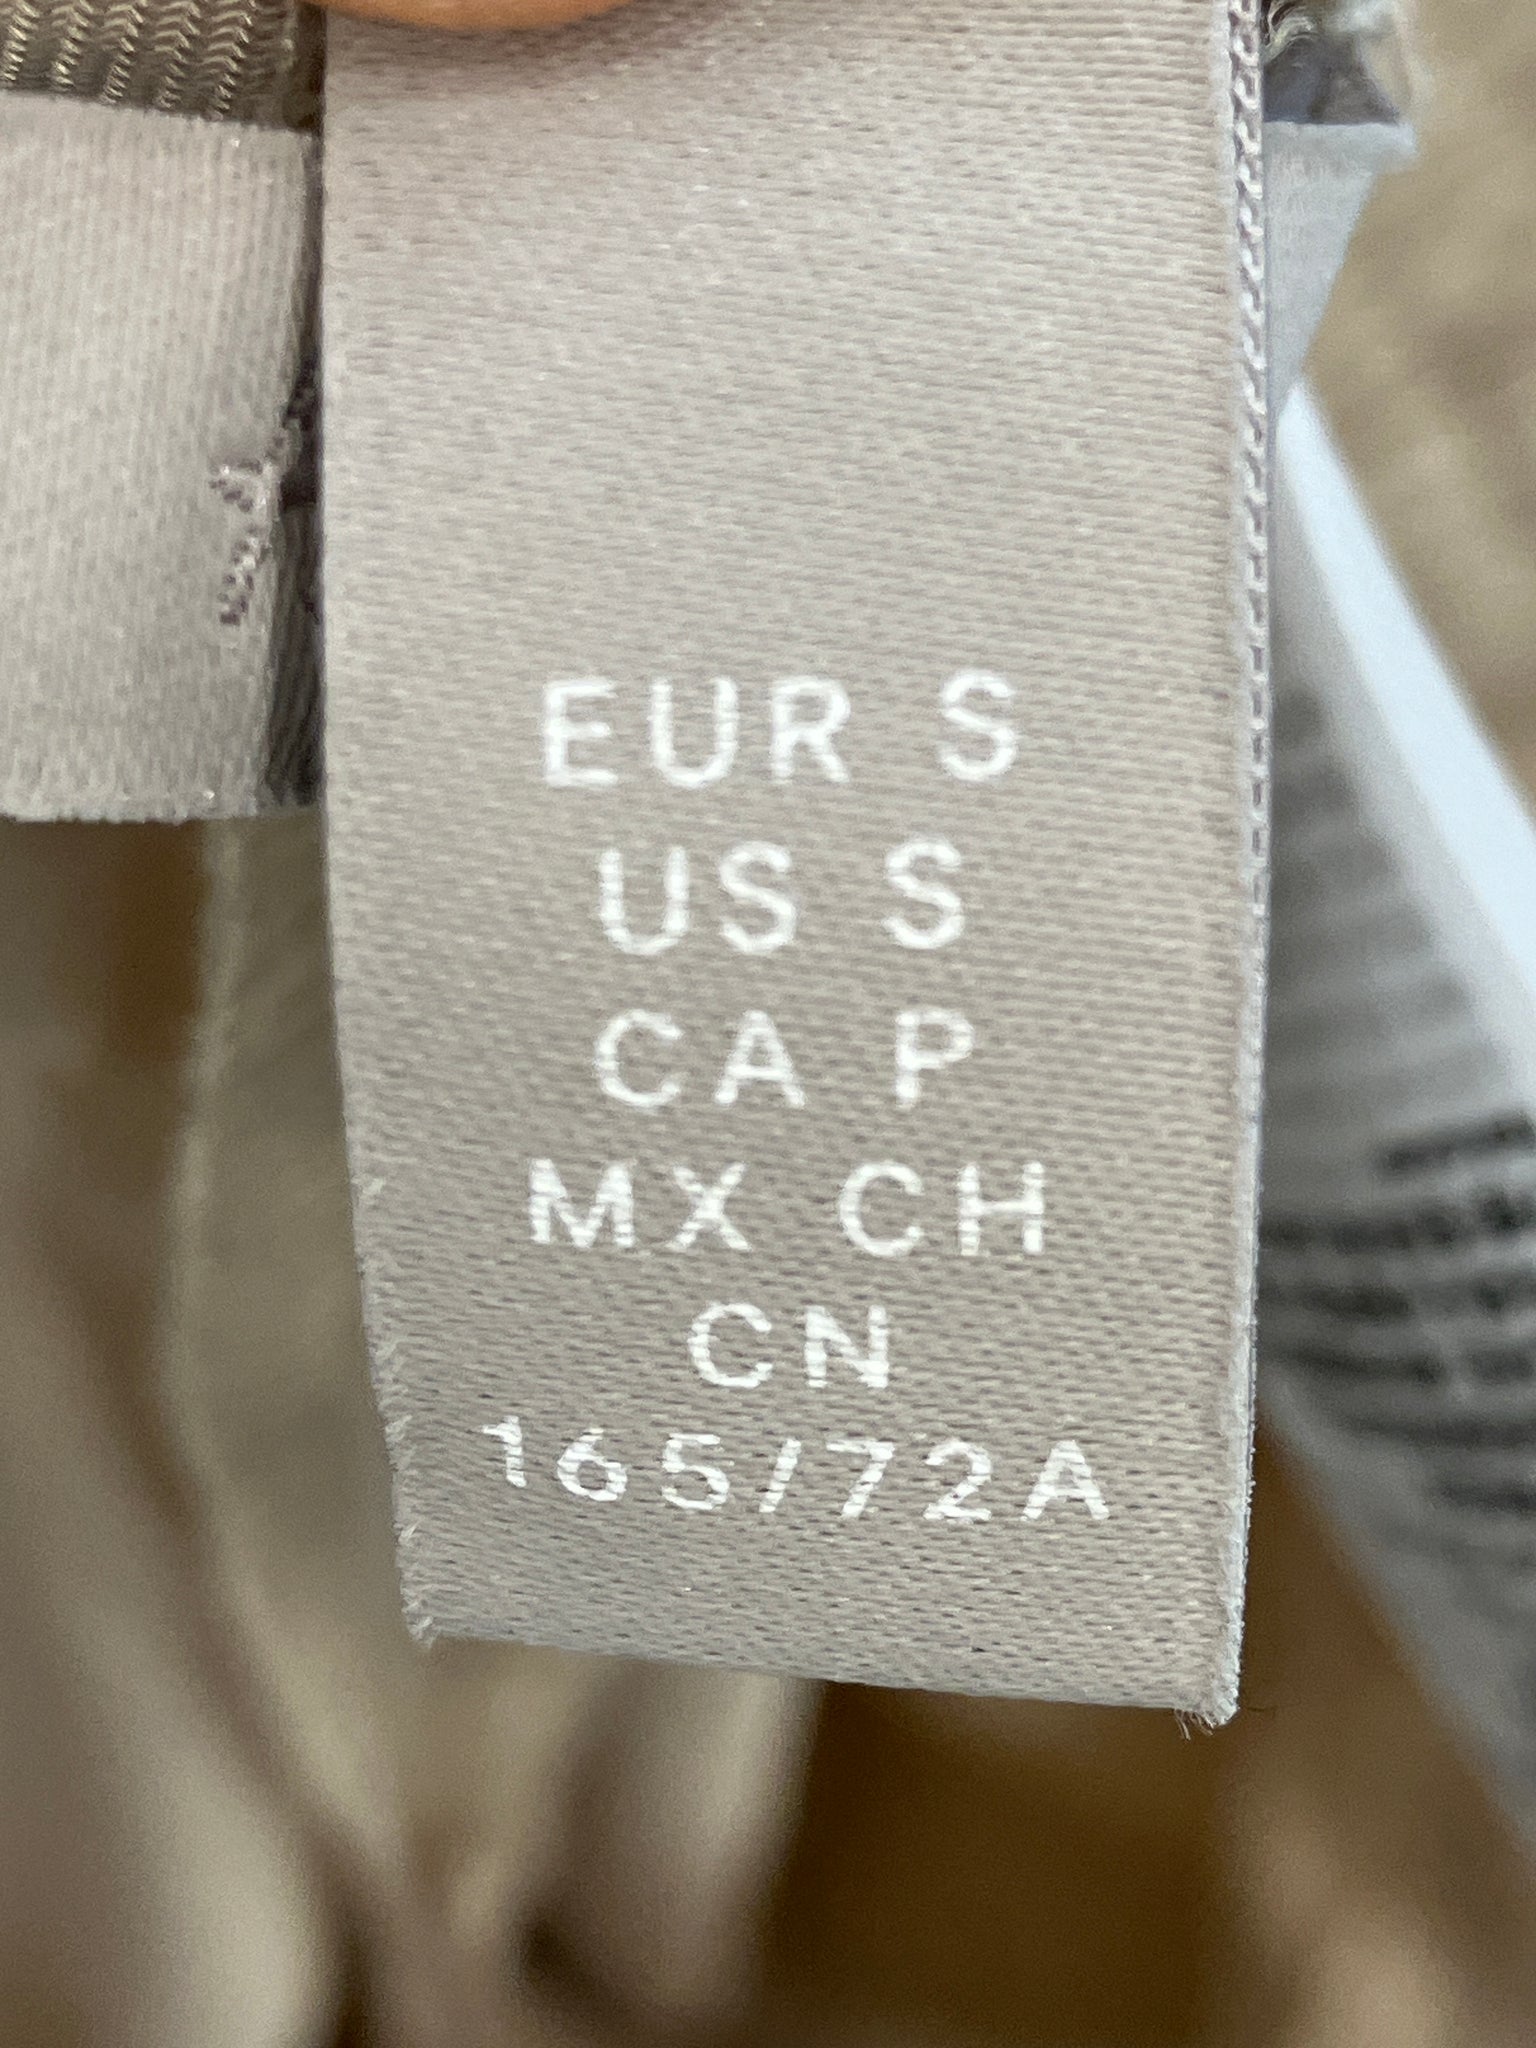 EUR S
US S
CA P
MX CH
CN
165/72A